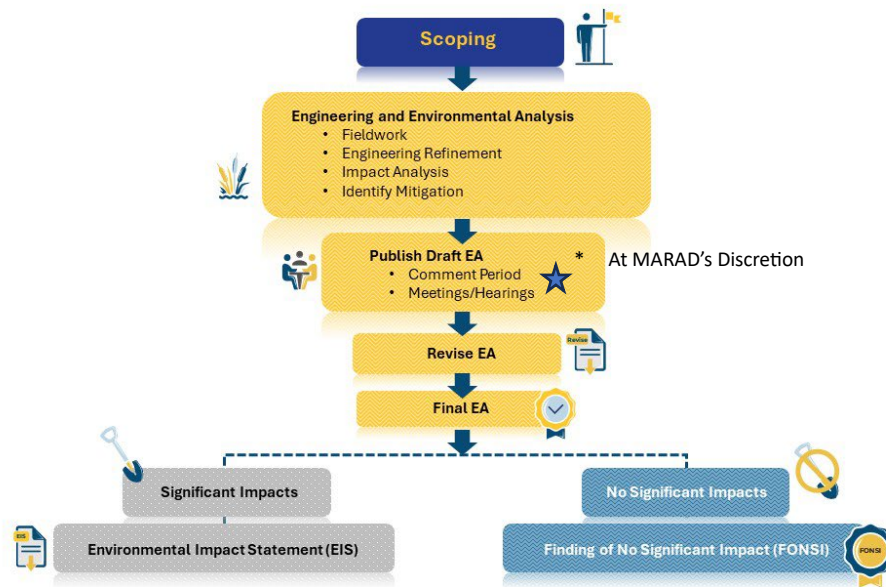 Scoping
Engineering and Environmental Analysis
• Fieldwork
• Engineering Refinement
• Impact Analysis
• Identify Mitigation
Publish Draft EA
• Comment Period
• Meetings/Hearings
* At MARAD's Discretion
Revise EA
Revise
Final EA
Significant Impacts
No Significant Impacts
EIS
Environmental Impact Statement (EIS)
Finding of No Significant Impact (FONSI)
FONSI